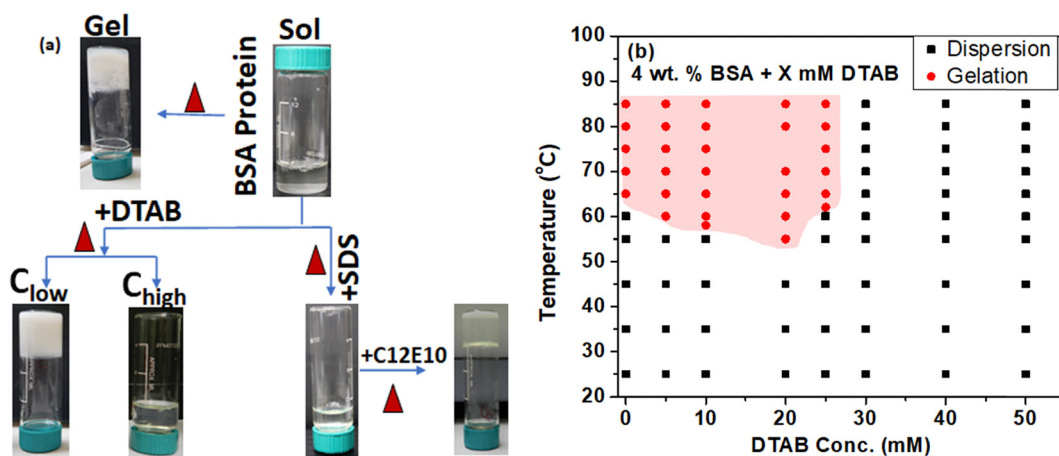 (a)
Gel
Sol
BSA Protein
+DTAB
+SDS
Clow
Chigh
+C12E10
(b)
4 wt. % BSA + X mM DTAB
Dispersion
Gelation
Temperature (°C)
100
90
80
70
60
50
40
30
20
0
10
20
30
40
50
DTAB Conc. (mM)